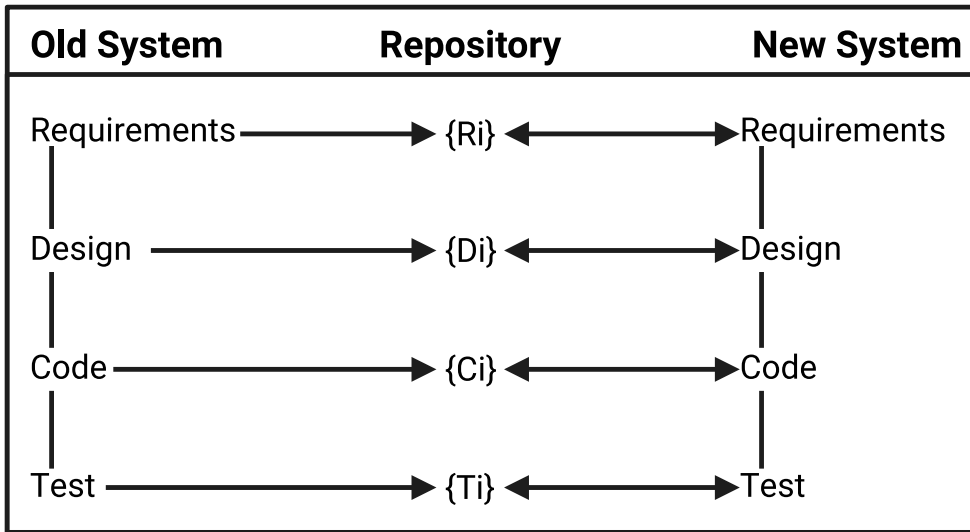 Old System Repository New System
Requirements {Ri} Requirements
Design {Di} Design
Code {Ci} Code
Test {Ti} Test